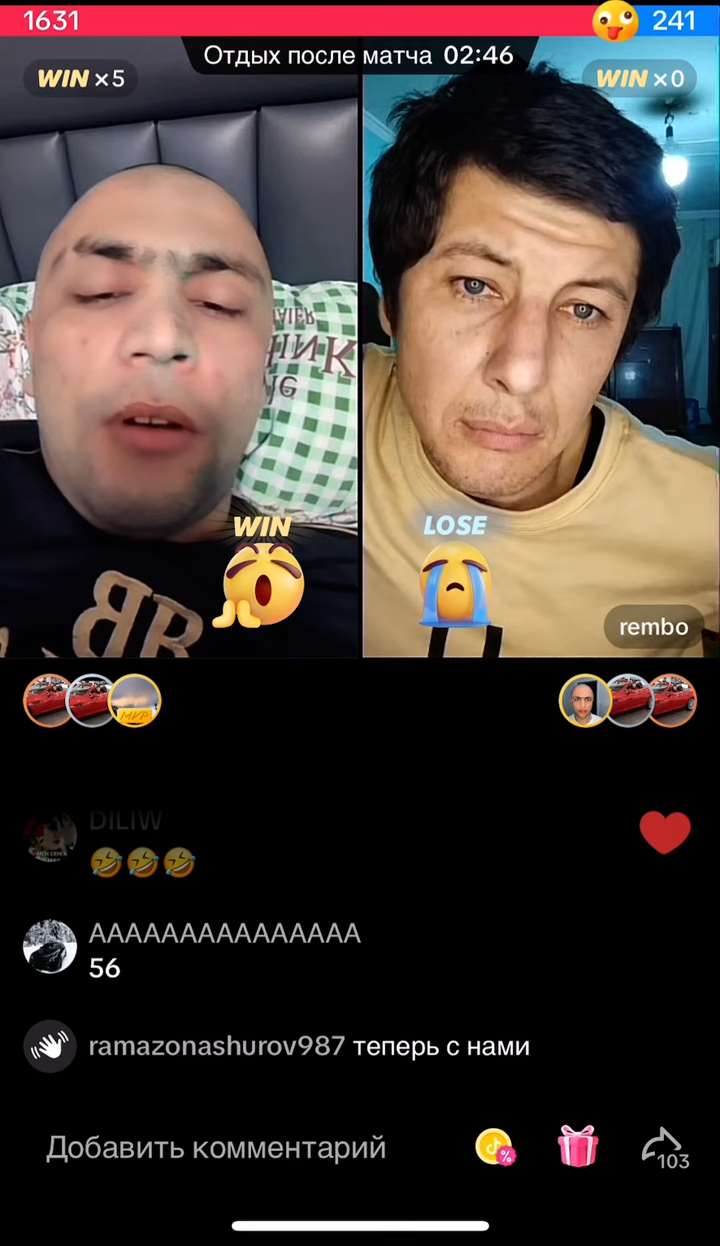 1631
241
Отдых после матча 02:46
WIN ×5
WIN ×0
WIN
LOSE
rembo
МУР
DILIW
🤣🤣🤣
AAAAAAAAAAAAAAA
56
ramazonashurov987 теперь с нами
Добавить комментарий
103